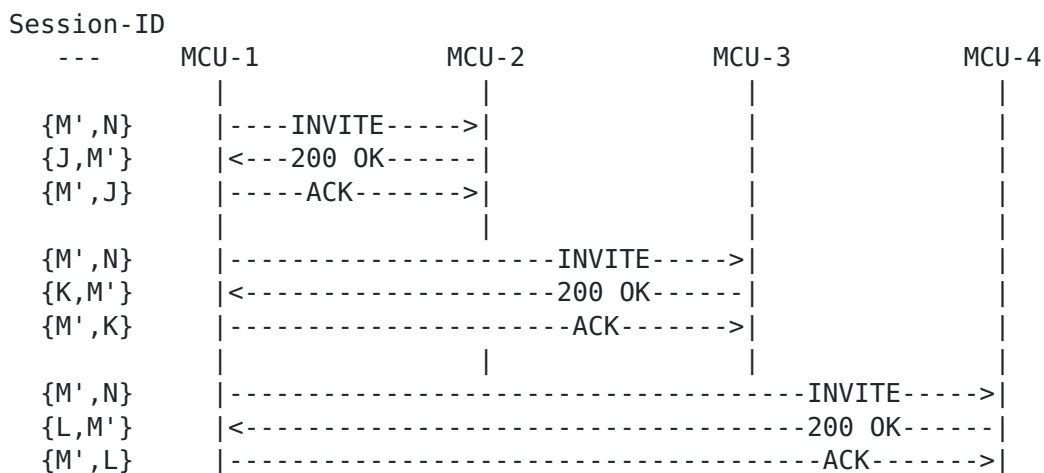 Session-ID
   ---     MCU-1            MCU-2            MCU-3           MCU-4
             |                |                |               |
  {M',N}     |----INVITE----->|                |               |
  {J,M'}     |<---200 OK------|                |               |
  {M',J}     |-----ACK------->|                |               |
             |                |                |               |
  {M',N}     |---------------------INVITE----->|               |
  {K,M'}     |<--------------------200 OK------|               |
  {M',K}     |----------------------ACK------->|               |
             |                |                |               |
  {M',N}     |-------------------------------------INVITE----->|
  {L,M'}     |<------------------------------------200 OK------|
  {M',L}     |--------------------------------------ACK------->|